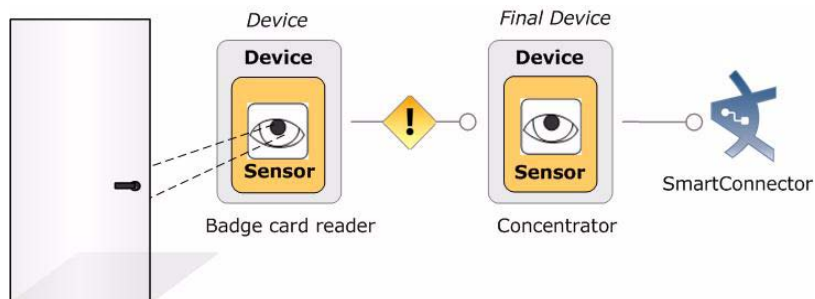 Device
Final Device
Device
Device
!
Sensor
Sensor
SmartConnector
Badge card reader
Concentrator